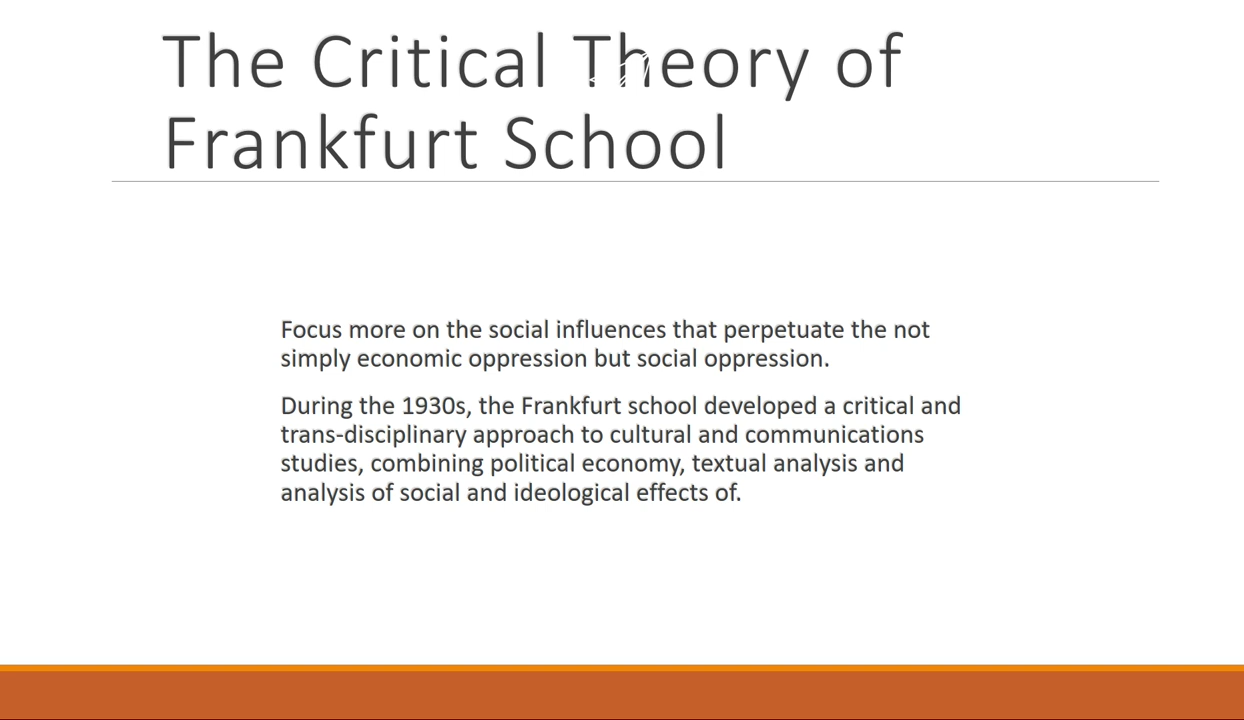 The Critical Theory of
Frankfurt School
Focus more on the social influences that perpetuate the not
simply economic oppression but social oppression.
During the 1930s, the Frankfurt school developed a critical and
trans-disciplinary approach to cultural and communications
studies, combining political economy, textual analysis and
analysis of social and ideological effects of.